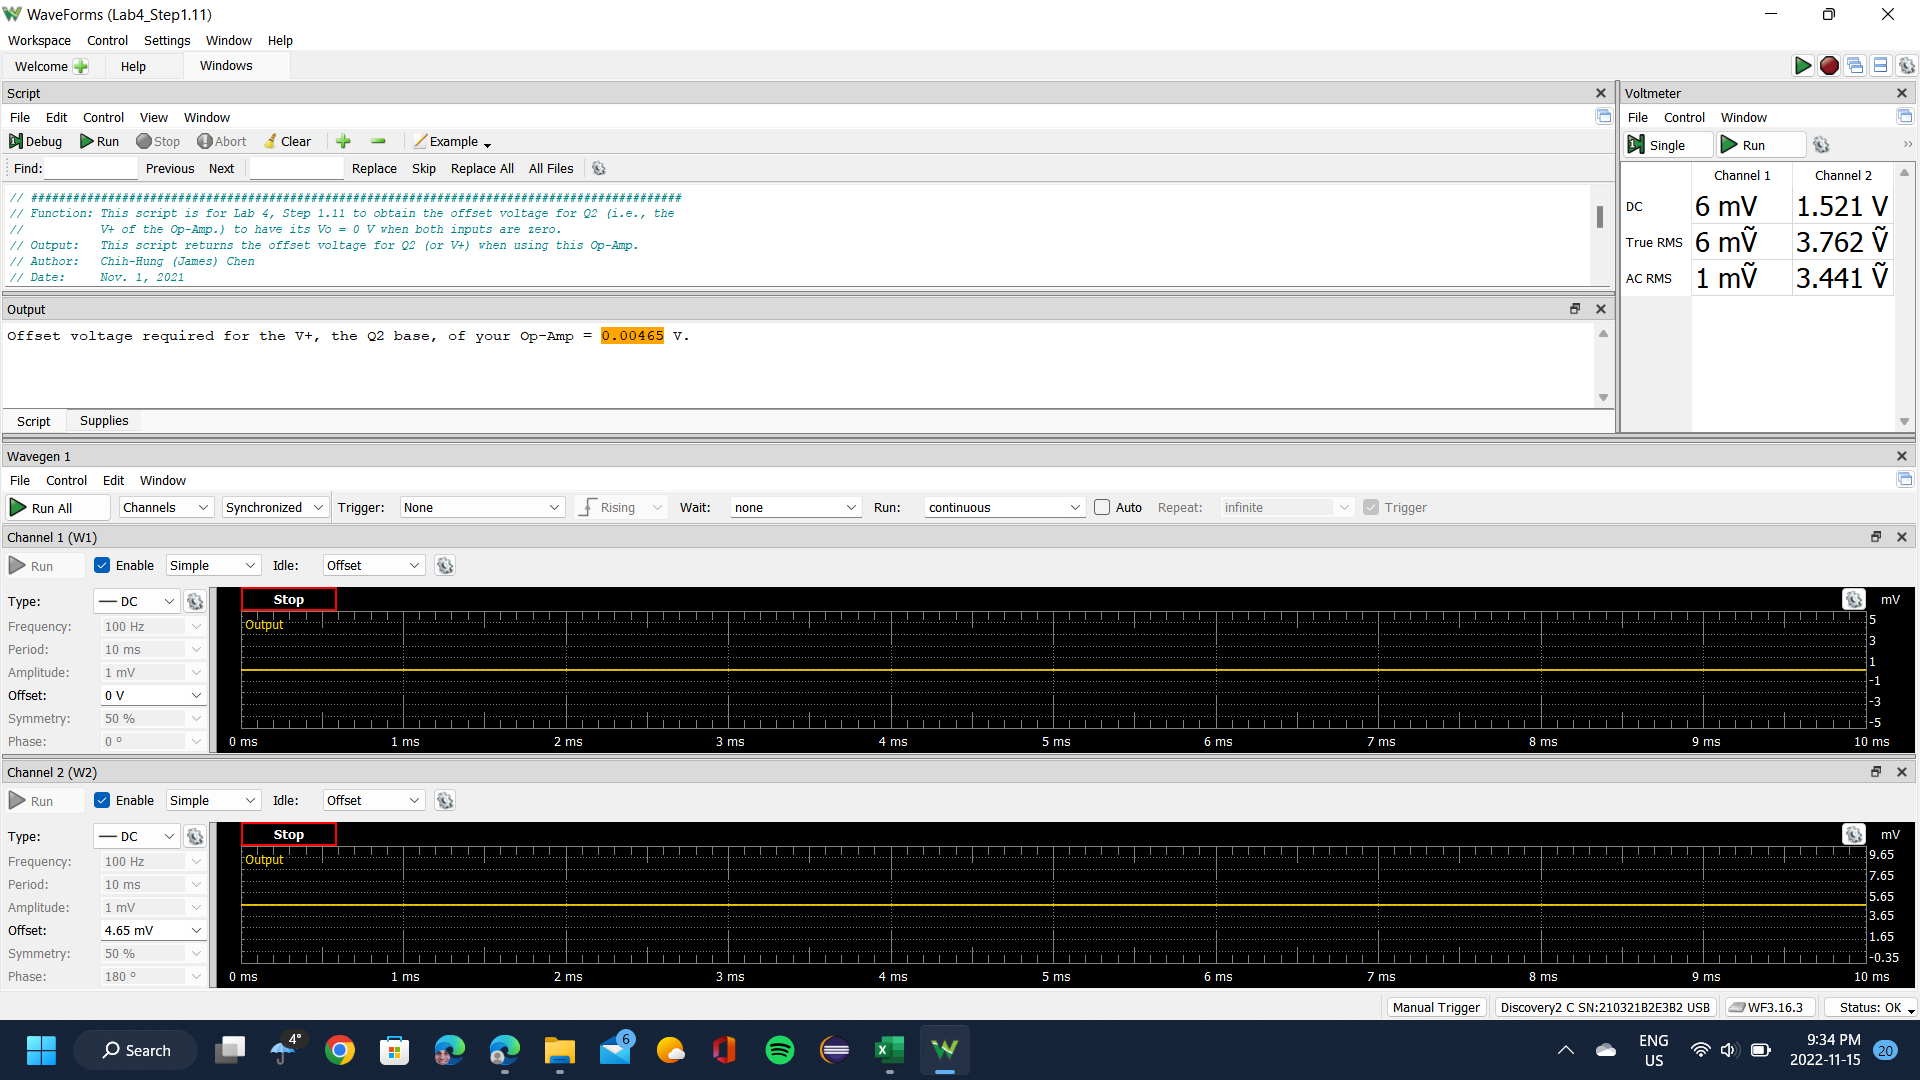 WaveForms (Lab4_Step1.11)
Workspace Control Settings Window Help
Welcome Help Windows
Script
File Edit Control View Window
Debug Run Stop Abort Clear Example
Find: Previous Next Replace Skip Replace All All Files
// #############################################################################################
// Function: This script is for Lab 4, Step 1.11 to obtain the offset voltage for Q2 (i.e., the
// V+ of the Op-Amp.) to have its Vo = 0 V when both inputs are zero.
// Output: This script returns the offset voltage for Q2 (or V+) when using this Op-Amp.
// Author: Chih-Hung (James) Chen
// Date: Nov. 1, 2021
Output
Offset voltage required for the V+, the Q2 base, of your Op-Amp = 0.00465 V.
Script Supplies
Voltmeter
File Control Window
Single Run »
Channel 1 Channel 2
DC 6 mV 1.521 V
True RMS 6 mṼ 3.762 Ṽ
AC RMS 1 mṼ 3.441 Ṽ
Wavegen 1
File Control Edit Window
Run All Channels Synchronized Trigger: None Rising Wait: none Run: continuous Auto Repeat: infinite Trigger
Channel 1 (W1)
Run Enable Simple Idle: Offset
Type: DC
Frequency: 100 Hz
Period: 10 ms
Amplitude: 1 mV
Offset: 0 V
Symmetry: 50 %
Phase: 0 º
Stop mV
Output
5
3
1
-1
-3
-5
0 ms 1 ms 2 ms 3 ms 4 ms 5 ms 6 ms 7 ms 8 ms 9 ms 10 ms
Channel 2 (W2)
Run Enable Simple Idle: Offset
Type: DC
Frequency: 100 Hz
Period: 10 ms
Amplitude: 1 mV
Offset: 4.65 mV
Symmetry: 50 %
Phase: 180 º
Stop mV
Output
9.65
7.65
5.65
3.65
1.65
-0.35
0 ms 1 ms 2 ms 3 ms 4 ms 5 ms 6 ms 7 ms 8 ms 9 ms 10 ms
Manual Trigger Discovery2 C SN:210321B2E3B2 USB WF3.16.3 Status: OK
Search 4° 6 ENG US 9:34 PM 2022-11-15 20